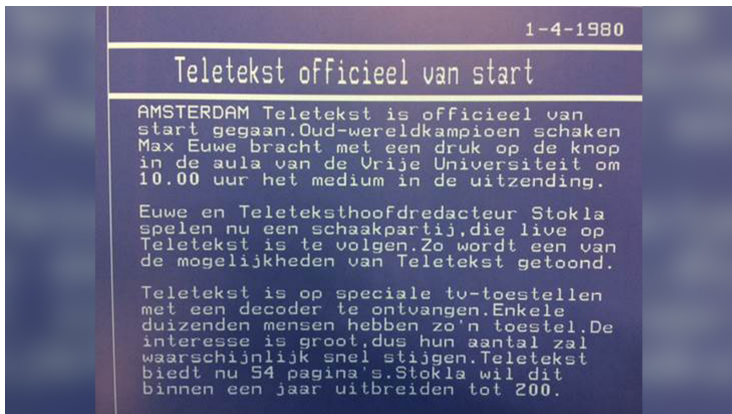 1-4-1980
Teletekst officieel van start
AMSTERDAM Teletekst is officieel van
start gegaan.Oud-wereldkampioen schaken
Max Euwe bracht met een druk op de knop
in de aula van de Vrije Universiteit om
10.00 uur het medium in de uitzending.
Euwe en Teleteksthoofdredacteur Stokla
spelen nu een schaakpartij,die live op
Teletekst is te volgen.Zo wordt een van
de mogelijkheden van Teletekst getoond.
Teletekst is op speciale tv-toestellen
met een decoder te ontvangen.Enkele
duizenden mensen hebben zo'n toestel.De
interesse is groot,dus hun aantal zal
waarschijnlijk snel stijgen.Teletekst
biedt nu 54 pagina's.Stokla wil dit
binnen een jaar uitbreiden tot 200.